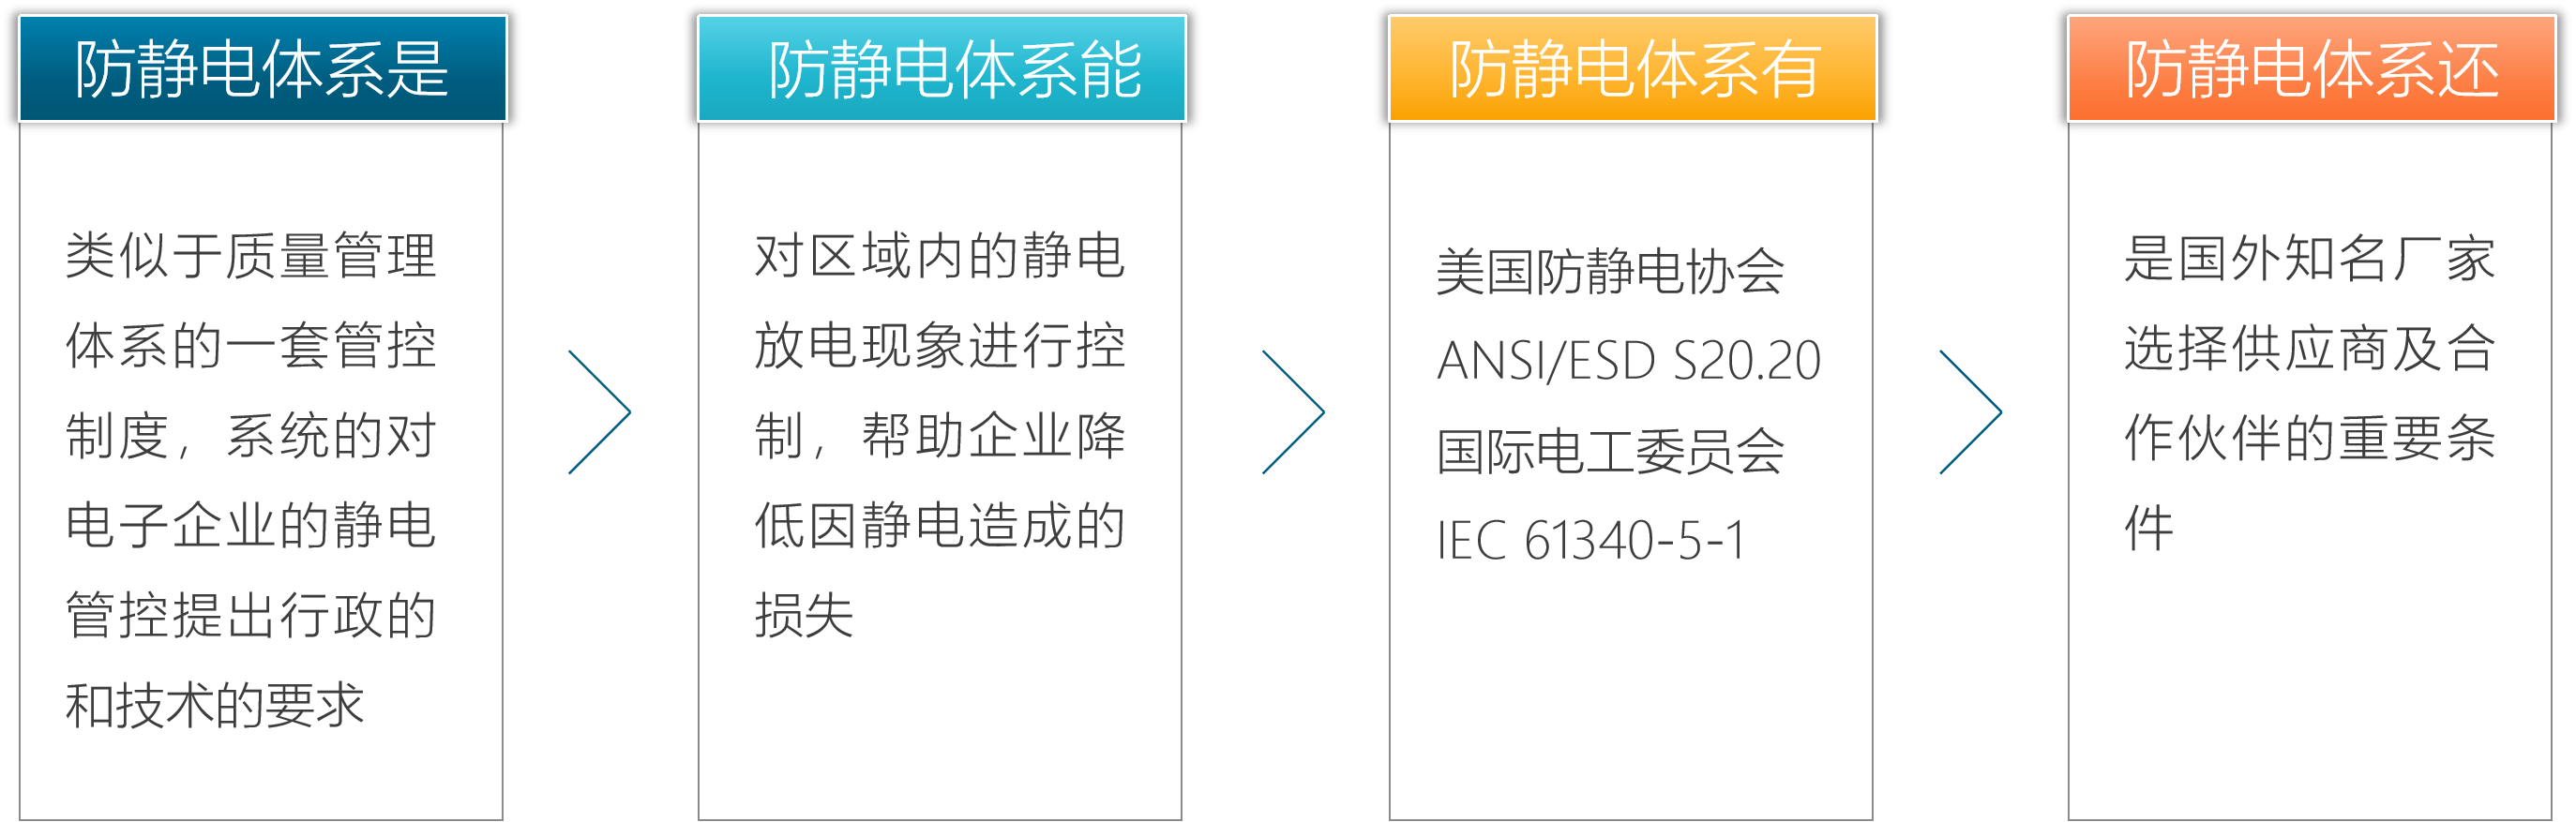 防静电体系是
类似于质量管理
体系的一套管控
制度，系统的对
电子企业的静电
管控提出行政的
和技术的要求
防静电体系能
对区域内的静电
放电现象进行控
制，帮助企业降
低因静电造成的
损失
防静电体系有
美国防静电协会
ANSI/ESD S20.20
国际电工委员会
IEC 61340-5-1
防静电体系还
是国外知名厂家
选择供应商及合
作伙伴的重要条
件